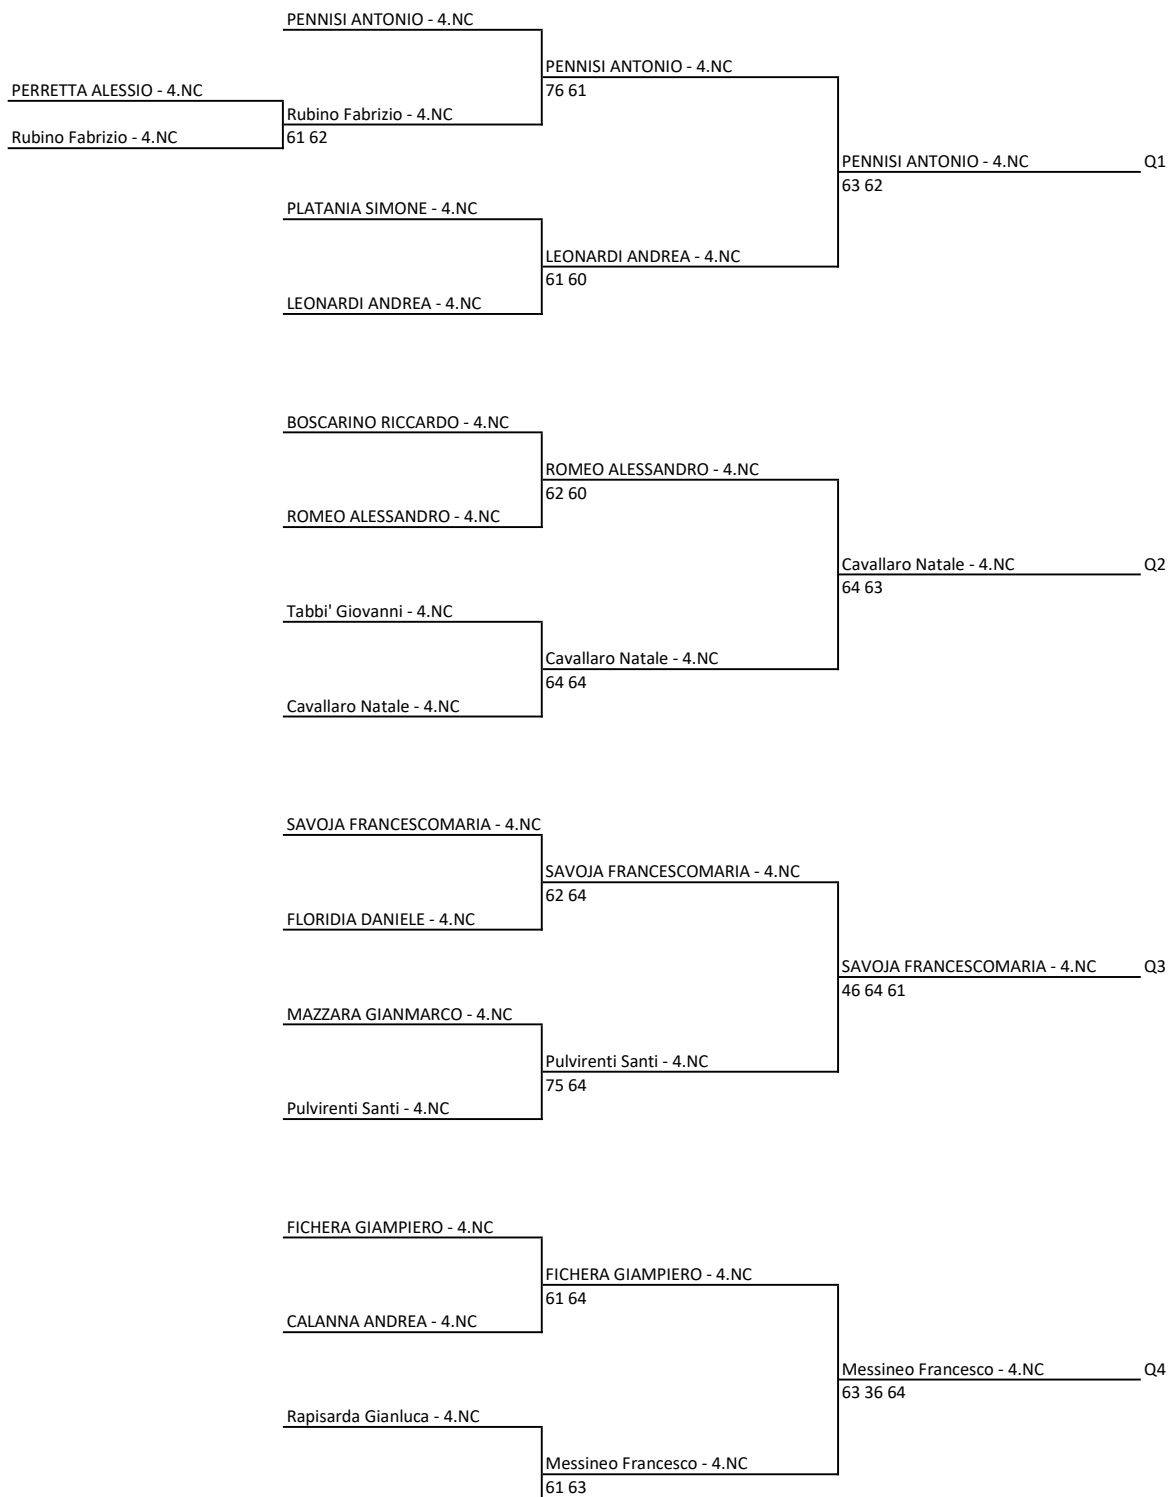 PENNISI ANTONIO - 4.NC
PENNISI ANTONIO - 4.NC
PERRETTA ALESSIO - 4.NC
76 61
Rubino Fabrizio - 4.NC
Rubino Fabrizio - 4.NC
61 62
PENNISI ANTONIO - 4.NC
Q1
63 62
PLATANIA SIMONE - 4.NC
LEONARDI ANDREA - 4.NC
61 60
LEONARDI ANDREA - 4.NC
BOSCARINO RICCARDO - 4.NC
ROMEO ALESSANDRO - 4.NC
62 60
ROMEO ALESSANDRO - 4.NC
Cavallaro Natale - 4.NC
Q2
64 63
Tabbi' Giovanni - 4.NC
Cavallaro Natale - 4.NC
64 64
Cavallaro Natale - 4.NC
SAVOJA FRANCESCOMARIA - 4.NC
SAVOJA FRANCESCOMARIA - 4.NC
62 64
FLORIDIA DANIELE - 4.NC
SAVOJA FRANCESCOMARIA - 4.NC
Q3
46 64 61
MAZZARA GIANMARCO - 4.NC
Pulvirenti Santi - 4.NC
75 64
Pulvirenti Santi - 4.NC
FICHERA GIAMPIERO - 4.NC
FICHERA GIAMPIERO - 4.NC
61 64
CALANNA ANDREA - 4.NC
Messineo Francesco - 4.NC
Q4
63 36 64
Rapisarda Gianluca - 4.NC
Messineo Francesco - 4.NC
61 63